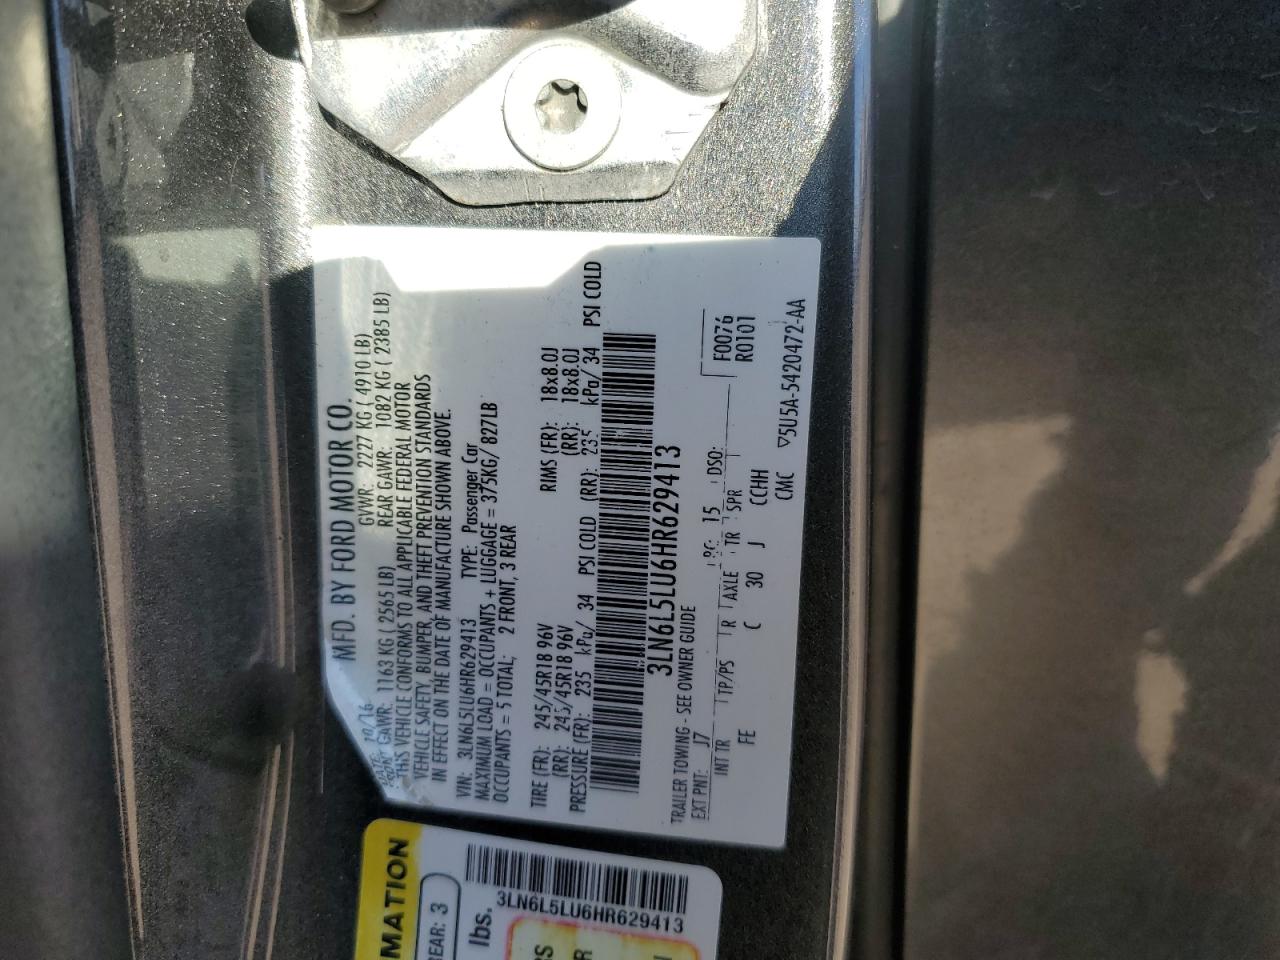 MFD. BY FORD MOTOR CO.
DATE: 10/16 GVWR: 2227 KG ( 4910 LB)
FRONT GAWR: 1163 KG ( 2565 LB) REAR GAWR: 1082 KG ( 2385 LB)
THIS VEHICLE CONFORMS TO ALL APPLICABLE FEDERAL MOTOR
VEHICLE SAFETY, BUMPER, AND THEFT PREVENTION STANDARDS
IN EFFECT ON THE DATE OF MANUFACTURE SHOWN ABOVE.
VIN: 3LN6L5LU6HR629413 TYPE: Passenger Car
MAXIMUM LOAD = OCCUPANTS + LUGGAGE = 375KG/ 827LB
OCCUPANTS = 5 TOTAL: 2 FRONT, 3 REAR
TIRE (FR): 245/45R18 96V RIMS (FR): 18x8.0J
(RR): 245/45R18 96V (RR): 18x8.0J
PRESSURE (FR): 235 kPa/ 34 PSI COLD (RR): 235 kPa/ 34 PSI COLD
3LN6L5LU6HR629413
TRAILER TOWING - SEE OWNER GUIDE
EXT PNT: J7 RC: 15 DSO: F0076
INT TR TP/PS R AXLE TR SPR R0101
FE C 30 J CCHH
CMC ▽5U5A-5420472-AA
MATION
REAR: 3
lbs.
3LN6L5LU6HR629413
RS
R